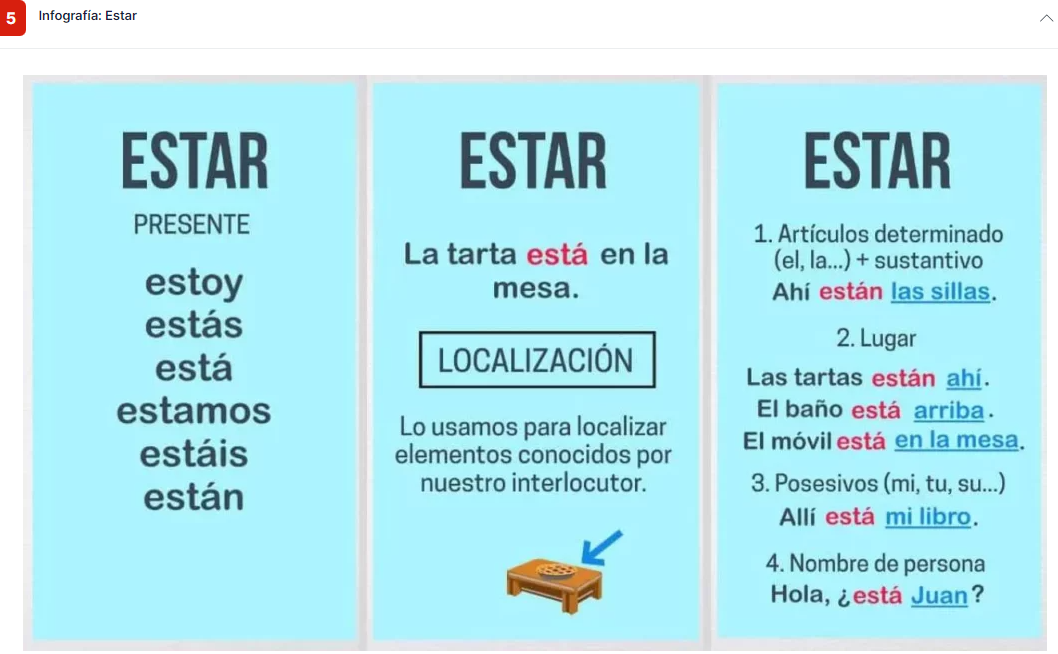 5
Infografía: Estar
ESTAR
PRESENTE
estoy
estás
está
estamos
estáis
están
ESTAR
La tarta está en la
mesa.
LOCALIZACIÓN
Lo usamos para localizar
elementos conocidos por
nuestro interlocutor.
ESTAR
1. Artículos determinado
(el, la...) + sustantivo
Ahí están las sillas.
2. Lugar
Las tartas están ahí.
El baño está arriba.
El móvil está en la mesa.
3. Posesivos (mi, tu, su...)
Allí está mi libro.
4. Nombre de persona
Hola, ¿está Juan?